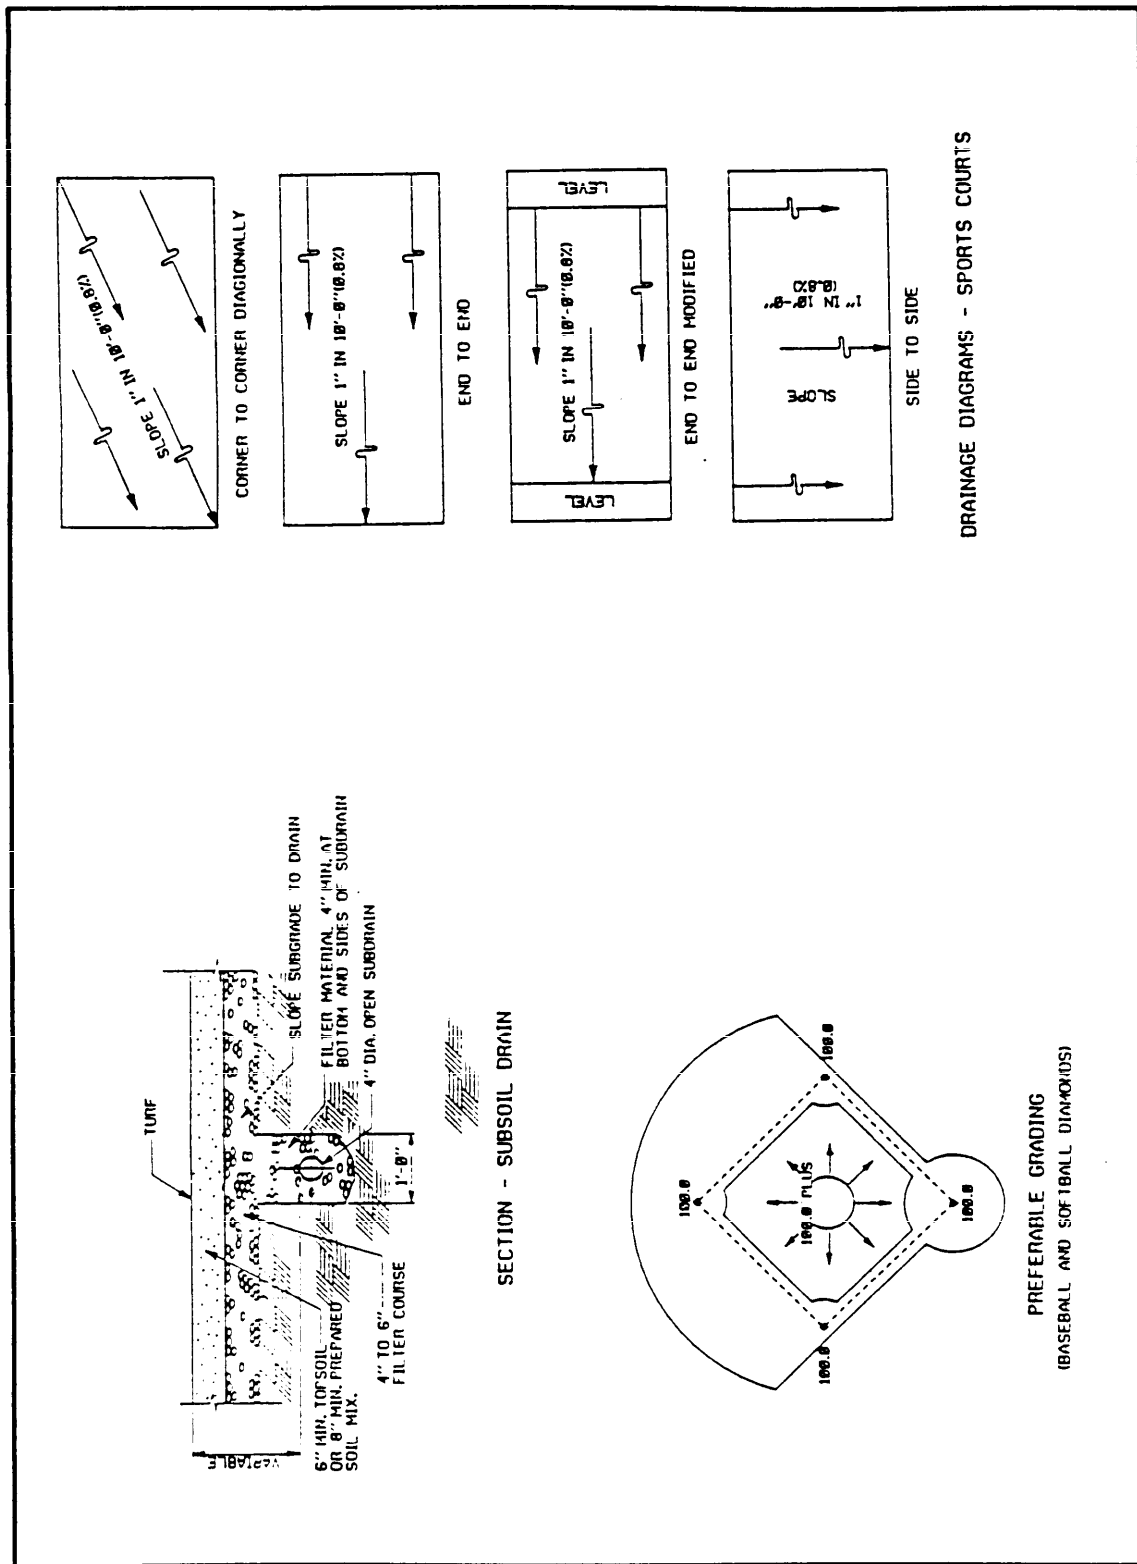 TURF
VARIABLE
SLOPE SUBGRADE TO DRAIN
FILTER MATERIAL 4" MIN. AT
BOTTOM AND SIDES OF SUBDRAIN
4" DIA. OPEN SUBDRAIN
1'-0"
6" MIN. TOPSOIL
OR 8" MIN. PREPARED
SOIL MIX.
4" TO 6"
FILTER COURSE
SECTION - SUBSOIL DRAIN
100.0
100.0
100.0 PLUS
100.0
100.0
PREFERABLE GRADING
(BASEBALL AND SOFTBALL DIAMONDS)
SLOPE 1" IN 10'-0"(0.8%)
CORNER TO CORNER DIAGIONALLY
SLOPE 1" IN 10'-0"(0.8%)
END TO END
LEVEL
SLOPE 1" IN 10'-0"(0.8%)
LEVEL
END TO END MODIFIED
SLOPE
1" IN 10'-0"
(0.8%)
SIDE TO SIDE
DRAINAGE DIAGRAMS - SPORTS COURTS